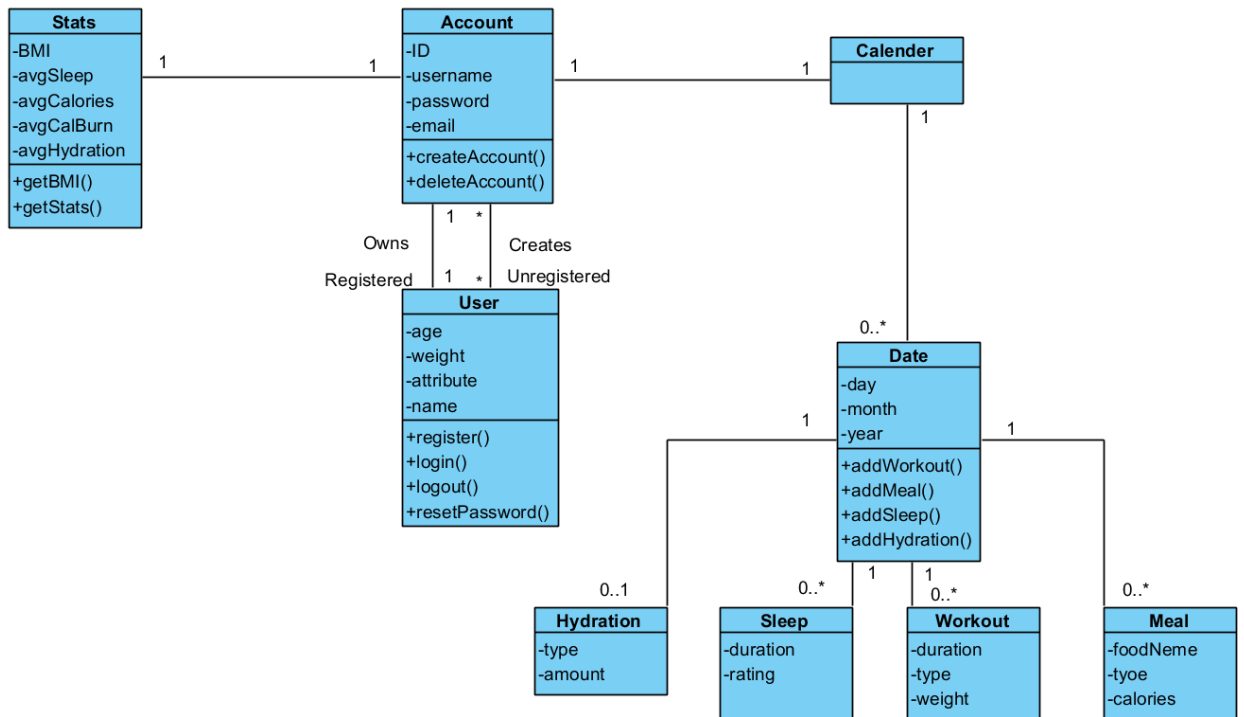 Stats
-BMI
-avgSleep
-avgCalories
-avgCalBurn
-avgHydration
+getBMI()
+getStats()
1
1
Account
-ID
-username
-password
-email
+createAccount()
+deleteAccount()
1
1
Calender
1
1
*
Owns
Creates
Registered
1
*
Unregistered
User
-age
-weight
-attribute
-name
+register()
+login()
+logout()
+resetPassword()
0..*
Date
-day
-month
-year
+addWorkout()
+addMeal()
+addSleep()
+addHydration()
1
1
1
1
0..1
0..*
0..*
0..*
Hydration
-type
-amount
Sleep
-duration
-rating
Workout
-duration
-type
-weight
Meal
-foodNeme
-tyoe
-calories